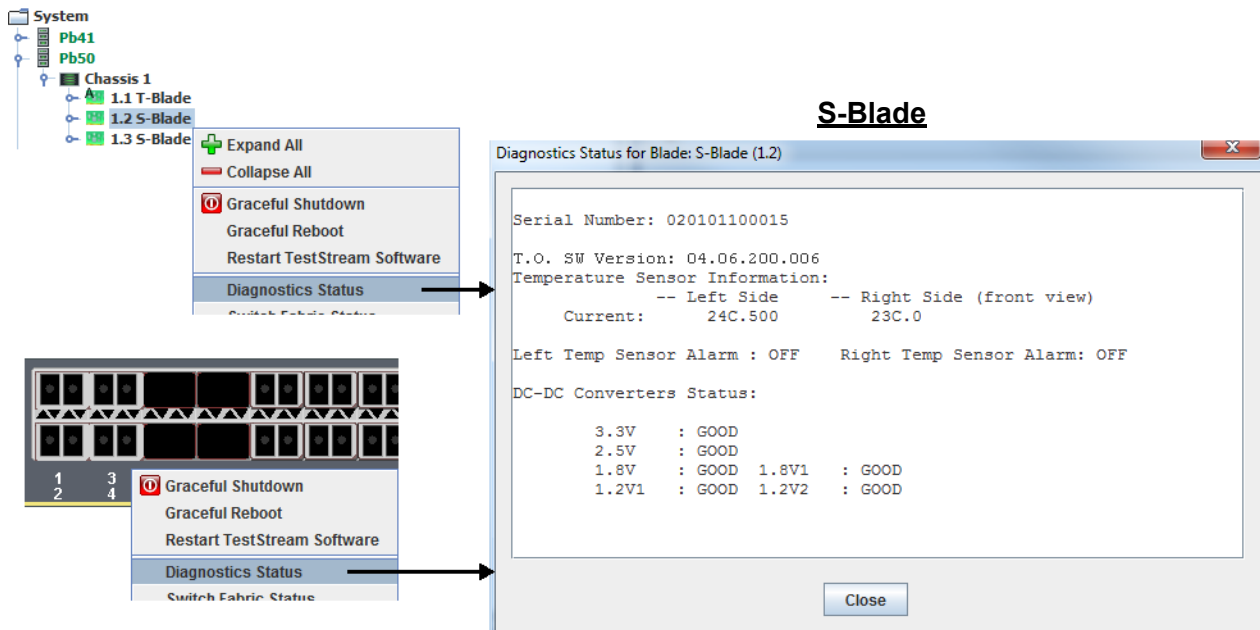 System
Pb41
Pb50
Chassis 1
A
1.1 T-Blade
1.2 S-Blade
1.3 S-Blade
Expand All
Collapse All
Graceful Shutdown
Graceful Reboot
Restart TestStream Software
Diagnostics Status
Switch Fabric Status
1 3
2 4
Graceful Shutdown
Graceful Reboot
Restart TestStream Software
Diagnostics Status
Switch Fabric Status
S-Blade
Diagnostics Status for Blade: S-Blade (1.2)
X
Serial Number: 020101100015
T.O. SW Version: 04.06.200.006
Temperature Sensor Information:
-- Left Side -- Right Side (front view)
Current: 24C.500 23C.0
Left Temp Sensor Alarm : OFF Right Temp Sensor Alarm: OFF
DC-DC Converters Status:
3.3V : GOOD
2.5V : GOOD
1.8V : GOOD 1.8V1 : GOOD
1.2V1 : GOOD 1.2V2 : GOOD
Close